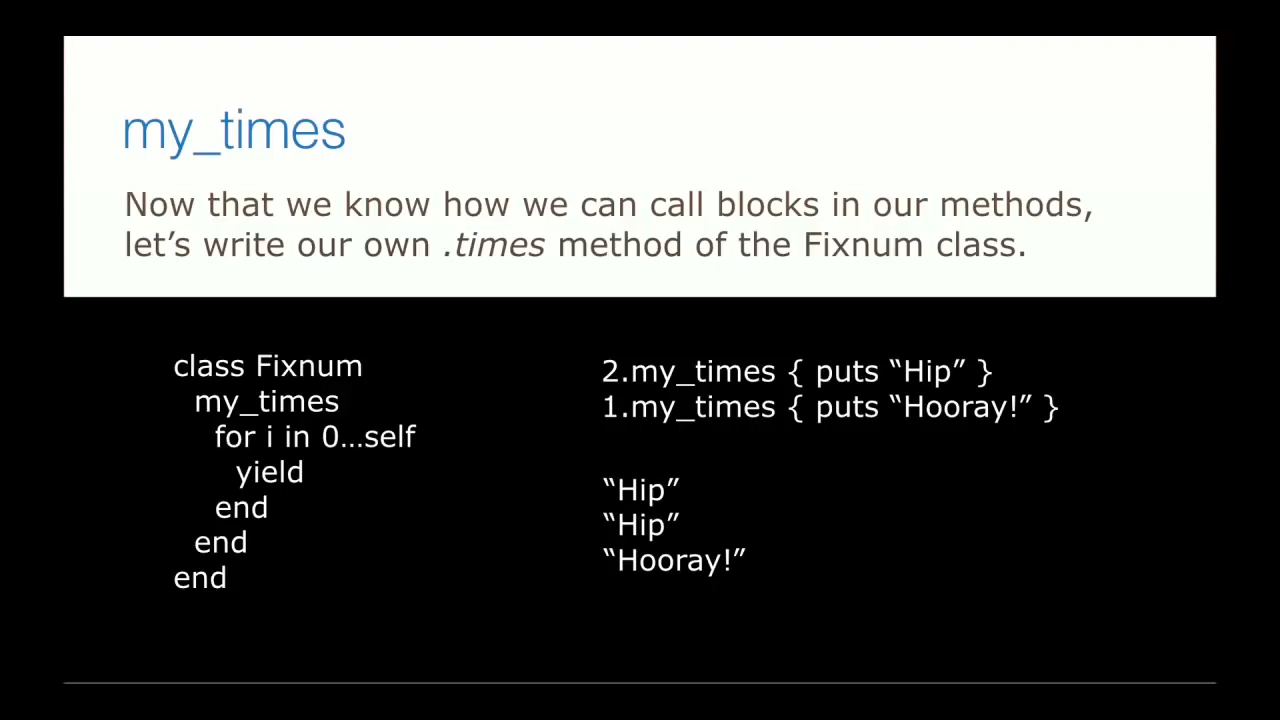 my_times
Now that we know how we can call blocks in our methods,
let’s write our own .times method of the Fixnum class.
class Fixnum
my_times
for i in 0…self
yield
end
end
end
2.my_times { puts “Hip” }
1.my_times { puts “Hooray!” }
“Hip”
“Hip”
“Hooray!”